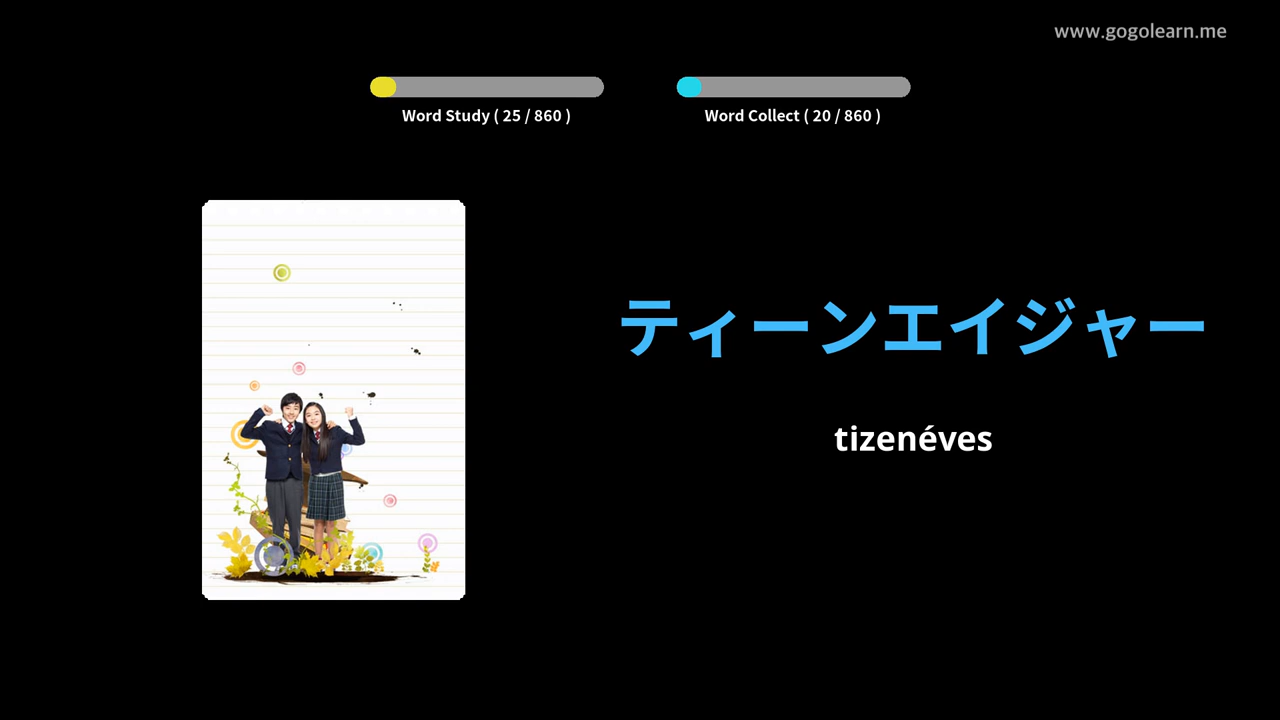 www.gogolearn.me
Word Study ( 25 / 860 )
Word Collect ( 20 / 860 )
ティーンエイジャー
tizenéves